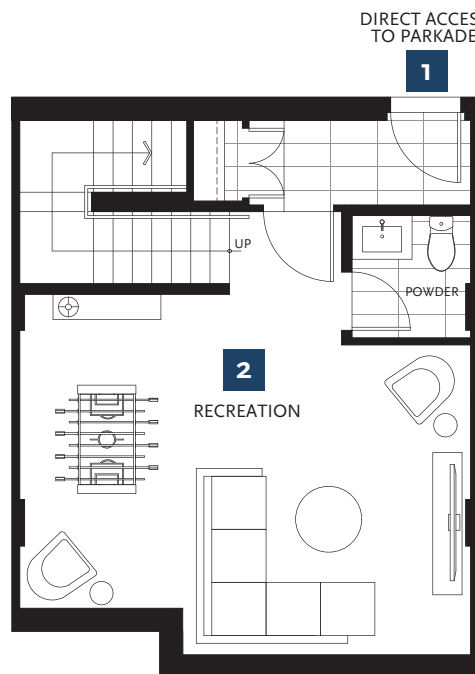 DIRECT ACCES
TO PARKADE
1
UP
POWDER
2
RECREATION